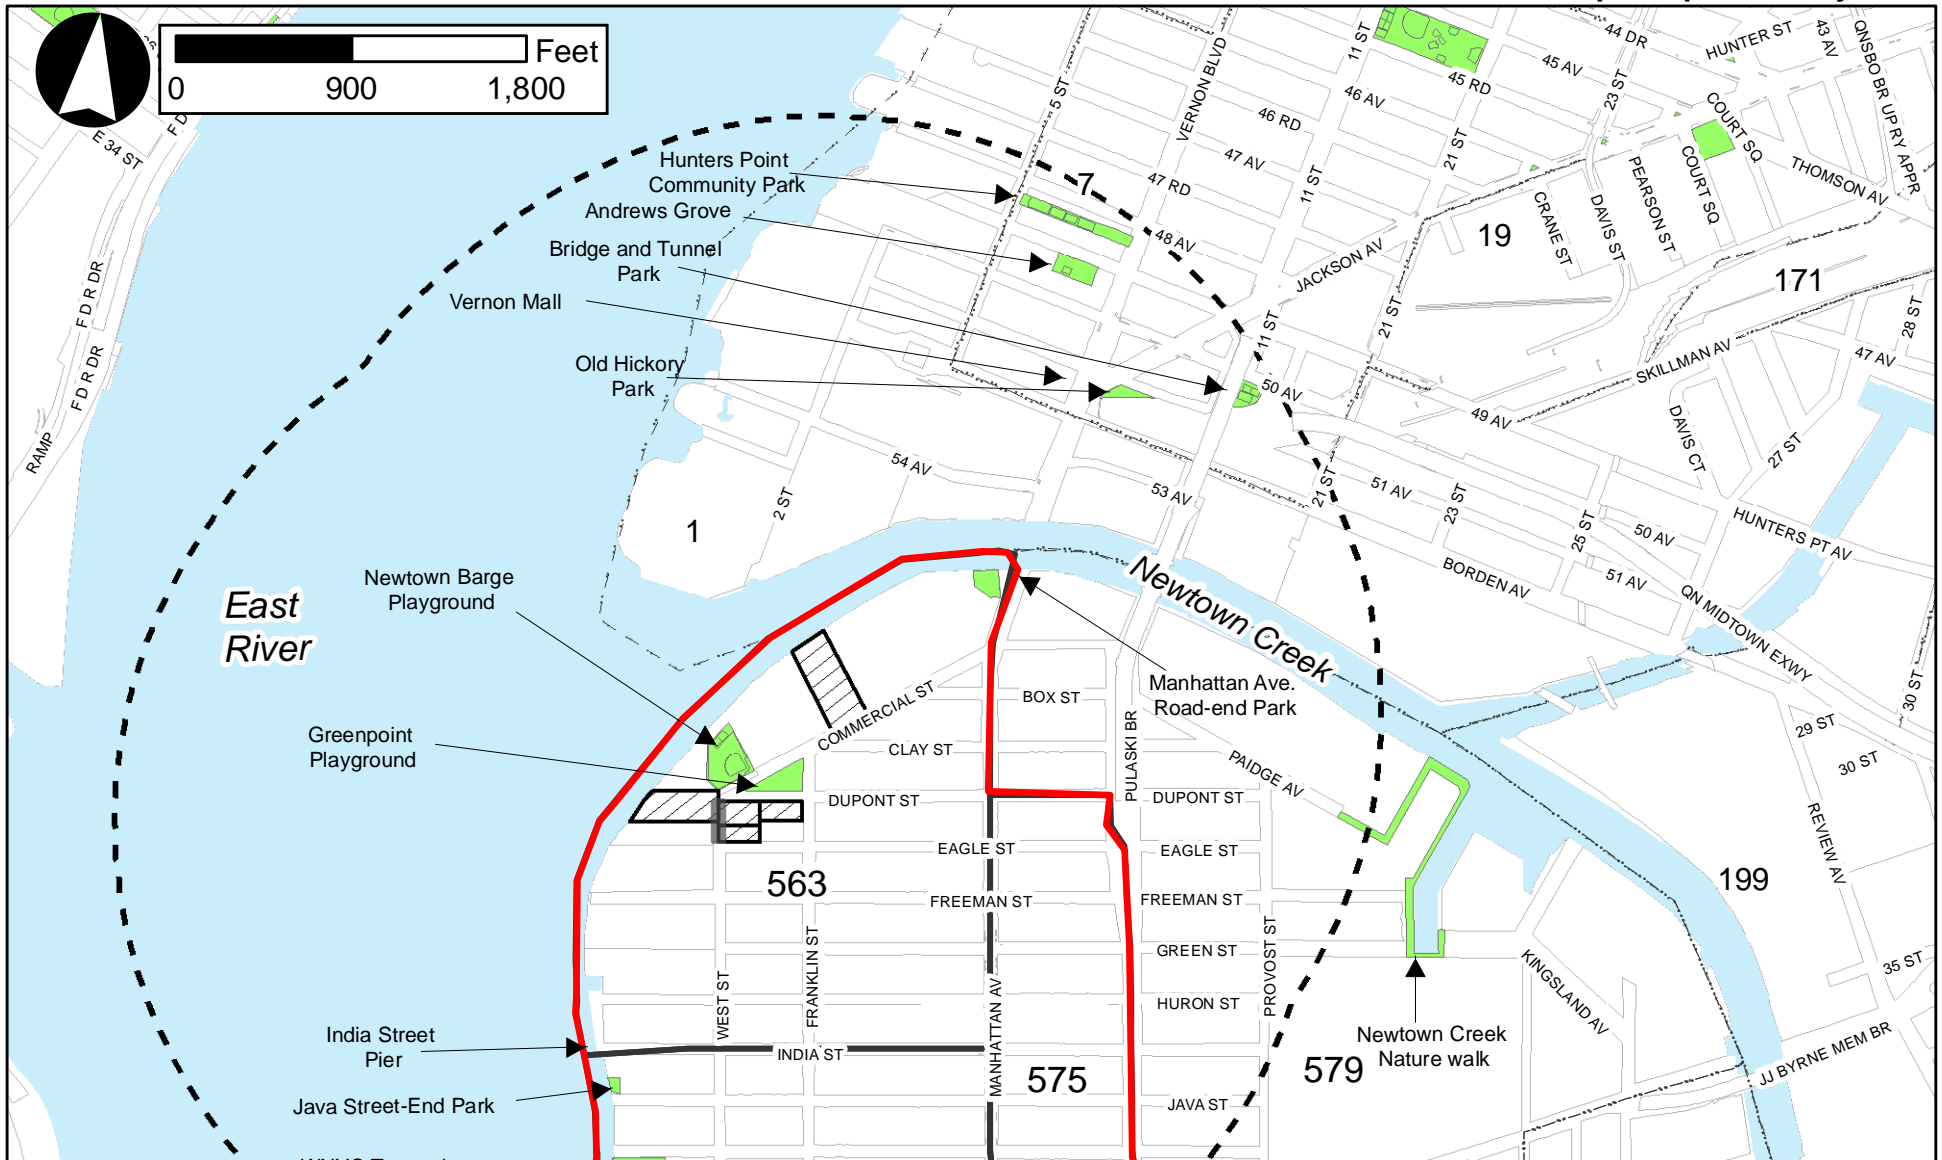 Feet
0 900 1,800
E 34 ST
F D R DR
F D R DR
RAMP
East
River
Hunters Point
Community Park
Andrews Grove
Bridge and Tunnel
Park
Vernon Mall
Old Hickory
Park
Newtown Barge
Playground
Greenpoint
Playground
India Street
Pier
Java Street-End Park
Manhattan Ave.
Road-end Park
Newtown Creek
Newtown Creek
Nature walk
5 ST
VERNON BLVD
11 ST
44 DR
HUNTER ST
43 AV
QNSBO BR UPRY APPR
45 AV
45 RD
23 ST
46 AV
COURT SQ
46 RD
21 ST
47 AV
THOMSON AV
PEARSON ST
COURT SQ
47 RD
11 ST
7
CRANE ST
DAVIS ST
48 AV
19
JACKSON AV
171
21 ST
11 ST
28 ST
SKILLMAN AV
47 AV
50 AV
49 AV
DAVIS CT
27 ST
54 AV
53 AV
2 ST
1
21 ST
51 AV
23 ST
25 ST
50 AV
HUNTERS PT AV
BORDEN AV
51 AV
QN MIDTOWN EXWY
30 ST
29 ST
30 ST
REVIEW AV
199
35 ST
KINGSLAND AV
JJ BYRNE MEM BR
BOX ST
COMMERCIAL ST
CLAY ST
PULASKI BR
PAIDGE AV
DUPONT ST
DUPONT ST
EAGLE ST
EAGLE ST
563
FREEMAN ST
FREEMAN ST
GREEN ST
WEST ST
FRANKLIN ST
MANHATTAN AV
PROVOST ST
HURON ST
INDIA ST
575
579
JAVA ST